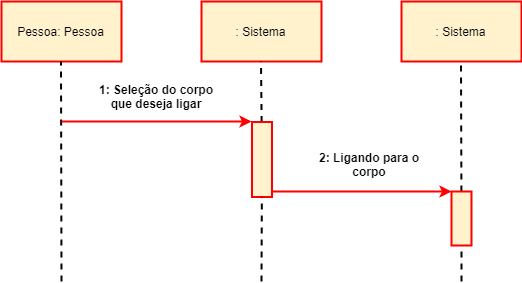 Pessoa: Pessoa
: Sistema
: Sistema
1: Seleção do corpo
que deseja ligar
2: Ligando para o
corpo